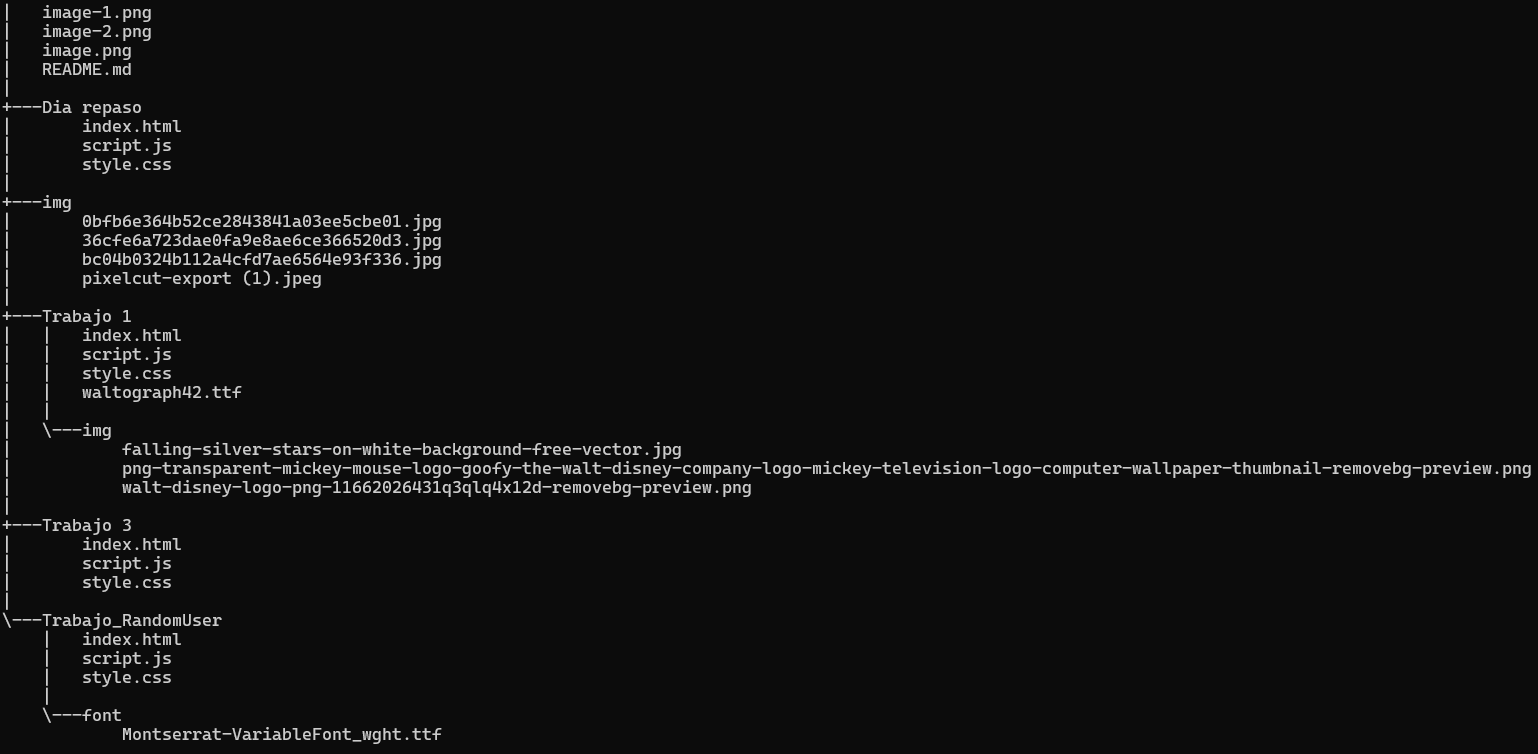 |   image-1.png
|   image-2.png
|   image.png
|   README.md
|
+---Dia repaso
|       index.html
|       script.js
|       style.css
|
+---img
|       0bfb6e364b52ce2843841a03ee5cbe01.jpg
|       36cfe6a723dae0fa9e8ae6ce366520d3.jpg
|       bc04b0324b112a4cfd7ae6564e93f336.jpg
|       pixelcut-export (1).jpeg
|
+---Trabajo 1
|   |   index.html
|   |   script.js
|   |   style.css
|   |   waltograph42.ttf
|   |
|   \---img
|           falling-silver-stars-on-white-background-free-vector.jpg
|           png-transparent-mickey-mouse-logo-goofy-the-walt-disney-company-logo-mickey-television-logo-computer-wallpaper-thumbnail-removebg-preview.png
|           walt-disney-logo-png-11662026431q3qlq4x12d-removebg-preview.png
|
+---Trabajo 3
|       index.html
|       script.js
|       style.css
|
\---Trabajo_RandomUser
    |   index.html
    |   script.js
    |   style.css
    |
    \---font
            Montserrat-VariableFont_wght.ttf